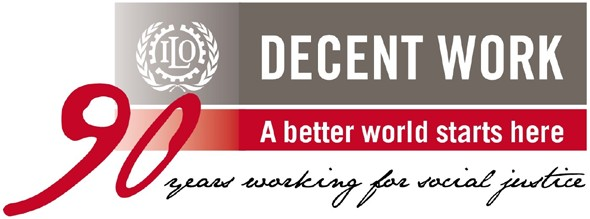 ILO
DECENT WORK
A better world starts here
90 years working for social justice